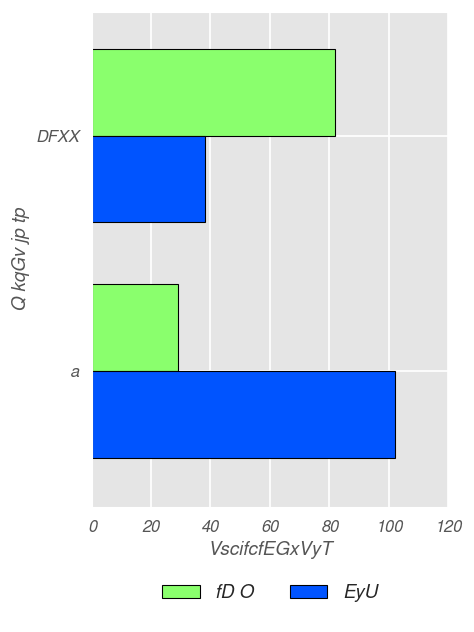 DFXX
a
Q kqGv jp tp
0 20 40 60 80 100 120
VscifcfEGxVyT
fD O EyU